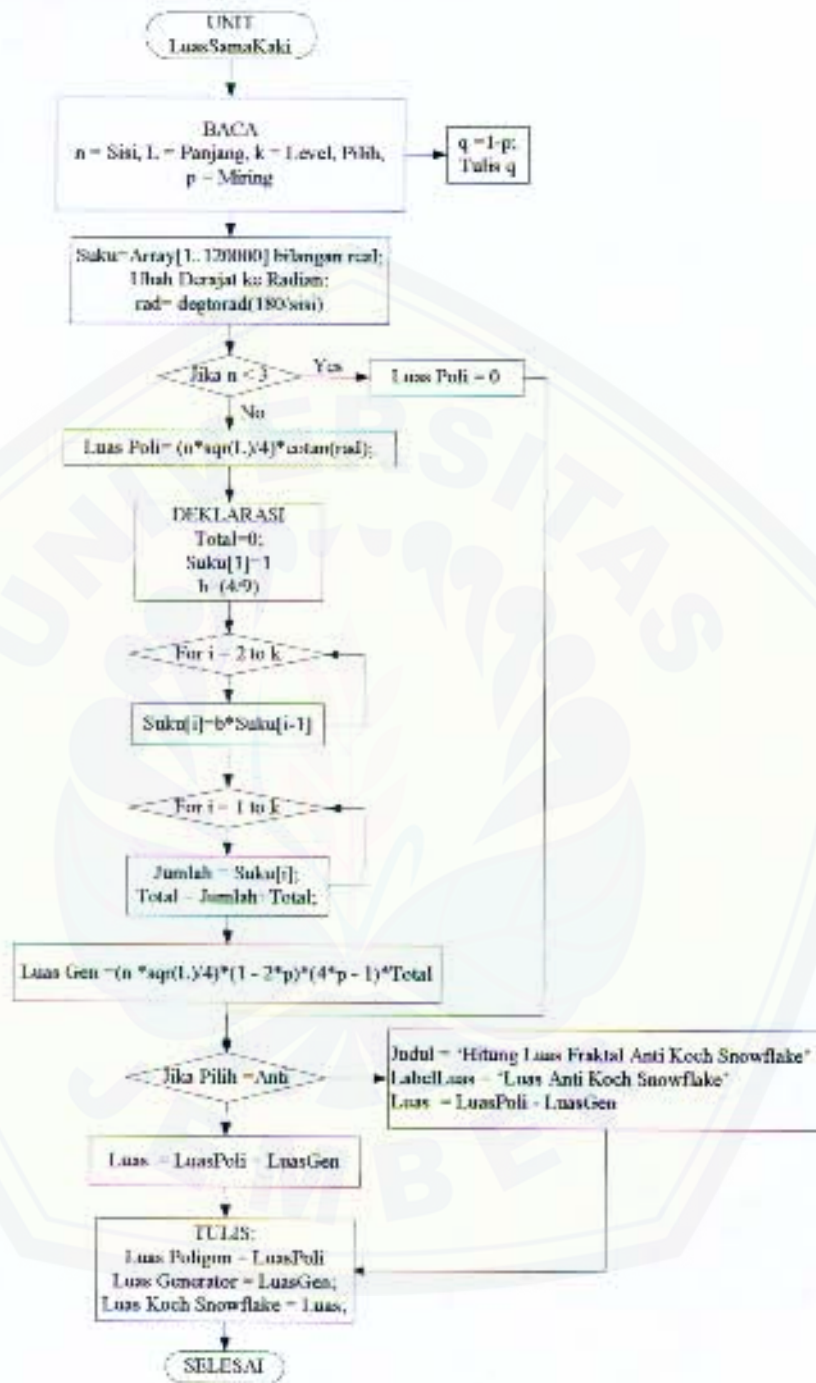 UNIT
LuasSamaKaki
BACA
n = Sisi, L = Panjang, k = Level, Pilih,
p = Miring
q =1-p;
Tulis q
Suku=Array[1..120000] bilangan real;
Ubah Derajat ke Radian;
rad= degtorad(180/sisi)
Jika n < 3
Yes
Luas Poli = 0
No
Luas Poli= (n*sqr(L)/4)*cotan(rad);
DEKLARASI
Total=0;
Suku[1]=1
b=(4/9)
For i = 2 to k
Suku[i]=b*Suku[i-1]
For i = 1 to k
Jumlah = Suku[i];
Total = Jumlah+Total;
Luas Gen =(n *sqr(L)/4)*(1 - 2*p)*(4*p - 1)*Total
Jika Pilih =Anti
Judul = "Hitung Luas Fraktal Anti Koch Snowflake"
LabelLuas = "Luas Anti Koch Snowflake"
Luas = LuasPoli - LuasGen
Luas = LuasPoli LuasGen
TULIS:
Luas Poligon = LuasPoli
Luas Generator = LuasGen;
Luas Koch Snowflake = Luas;
SELESAI
UNIVERSITAS
JEMBER